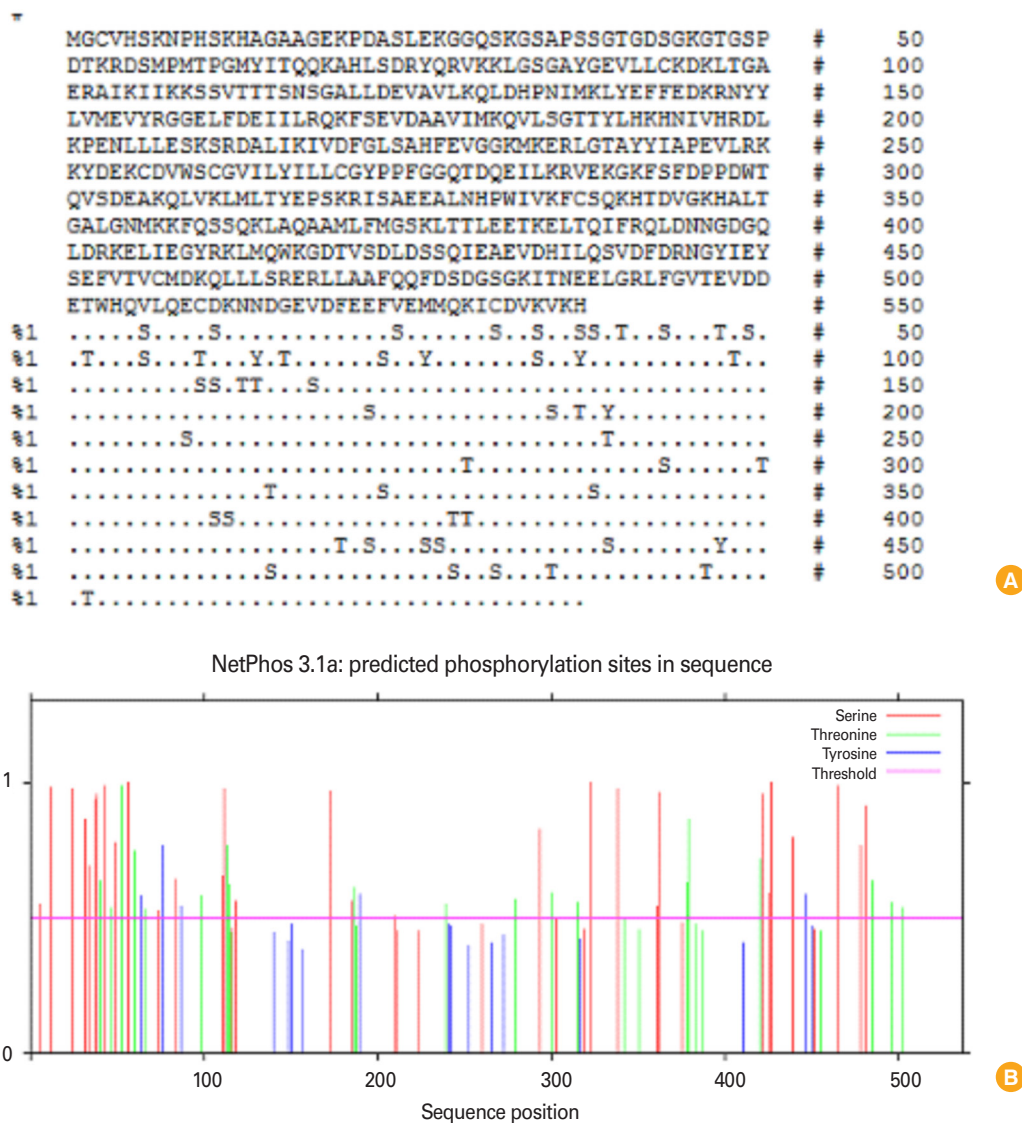 MGCVHSKNPHSKHAGAAGEKPDASLEKGGQSKGSAPSSGTGDSGKGTGSP # 50
DTKRDSMPMTPGMYITQQKAHLSDRYQRVKKLGSGAYGEVLLCKDKLTGA # 100
ERAIKIIKKSSVTTTSNSGALLDEVAVLKQLDHPNIMKLYEFFEDKRNYY # 150
LVMEVYRGGELFDEIILRQKFSEVDAAVIMKQVLSGTTYLHKHNIVHRDL # 200
KPENLLLESKSRDALIKIVDFGLSAHFEVGGKMKERLGTAYYIAPEVLRK # 250
KYDEKCDVWSCGVILYILLCGYPPFGGQTDQEILKRVEKGKFSFDPPDWT # 300
QVSDEAKQLVKLMLTYEPSKRISAEEALNHPWIVKFCSQKHTDVGKHALT # 350
GALGNMKKFQSSQKLAQAAMLFMGSKLTTLEETKELTQIFRQLDNNGDGQ # 400
LDRKELIEGYRKLMQWKGDTVSDLDSSQIEAEVDHILQSVDFDRNGYIEY # 450
SEFVTVCMDKQLLLSRERLLAAFQQFDSDGSGKITNEELGRLFGVTEVDD # 500
ETWHQVLQECDKNNDGEVDFEEFVEMMQKICDVKVKH # 550
%1 .....S....S............S......S..S..SS.T..S...T.S. # 50
%1 .T...S...T...Y.T......S..Y.......S..Y..........T.. # 100
%1 .........SS.TT...S................................ # 150
%1 .....................S............S.T.Y........... # 200
%1 ........S.............................T........... # 250
%1 ............................T.............S......T # 300
%1 ..............T.......S..............S............ # 350
%1 ..........SS...............TT..................... # 400
%1 ...................T.S...SS...........S.......Y... # 450
%1 ..............S............S..S...T..........T.... # 500
%1 .T...................................
A
NetPhos 3.1a: predicted phosphorylation sites in sequence
Serine
Threonine
Tyrosine
Threshold
1
0
100 200 300 400 500
Sequence position
B